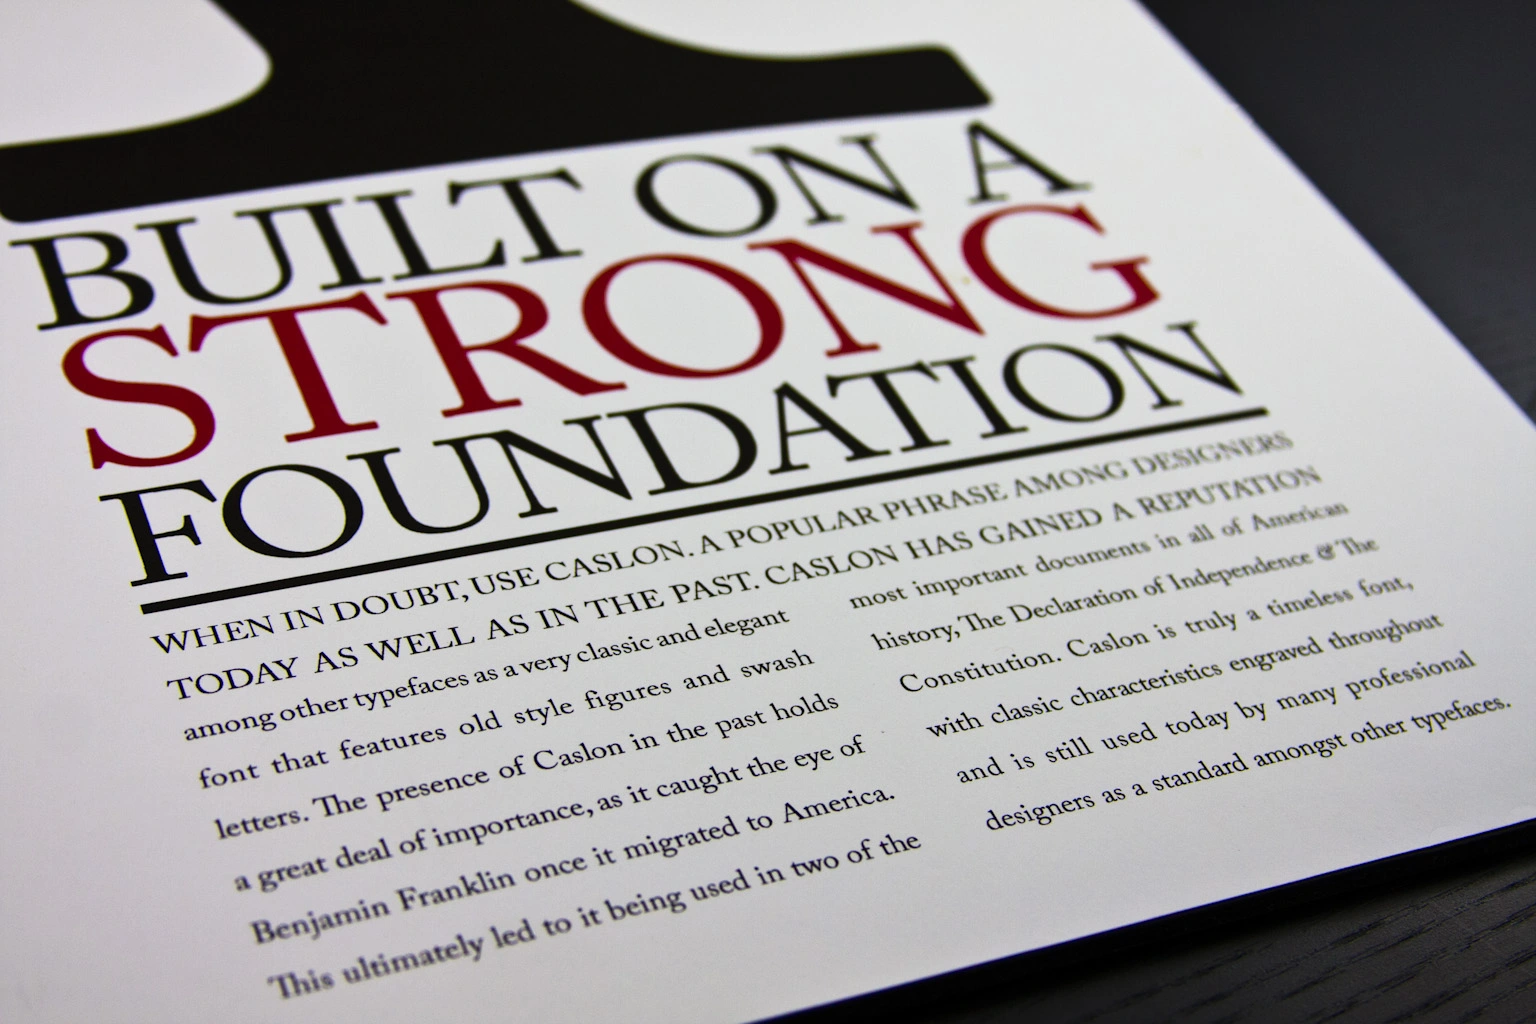 BUILT ON A
STRONG
FOUNDATION
WHEN IN DOUBT, USE CASLON. A POPULAR PHRASE AMONG DESIGNERS
TODAY AS WELL AS IN THE PAST. CASLON HAS GAINED A REPUTATION
among other typefaces as a very classic and elegant
font that features old style figures and swash
letters. The presence of Caslon in the past holds
a great deal of importance, as it caught the eye of
Benjamin Franklin once it migrated to America.
This ultimately led to it being used in two of the
most important documents in all of American
history, The Declaration of Independence & The
Constitution. Caslon is truly a timeless font,
with classic characteristics engraved throughout
and is still used today by many professional
designers as a standard amongst other typefaces.